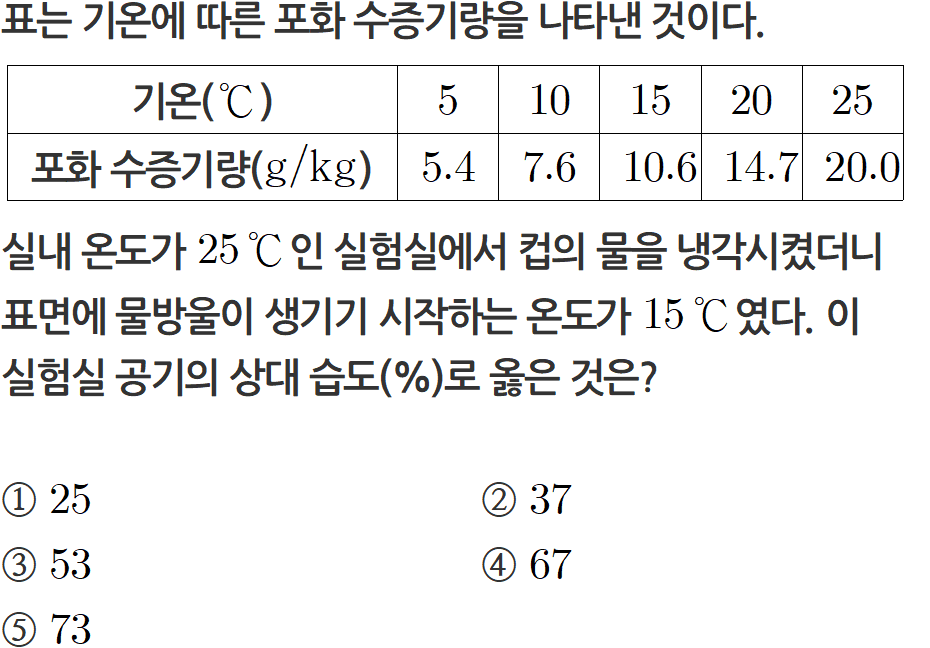 표는 기온에 따른 포화 수증기량을 나타낸 것이다.
기온(℃) 5 10 15 20 25
포화 수증기량(g/kg) 5.4 7.6 10.6 14.7 20.0
실내 온도가 25℃인 실험실에서 컵의 물을 냉각시켰더니
표면에 물방울이 생기기 시작하는 온도가 15℃였다. 이
실험실 공기의 상대 습도(%)로 옳은 것은?
① 25 ② 37
③ 53 ④ 67
⑤ 73